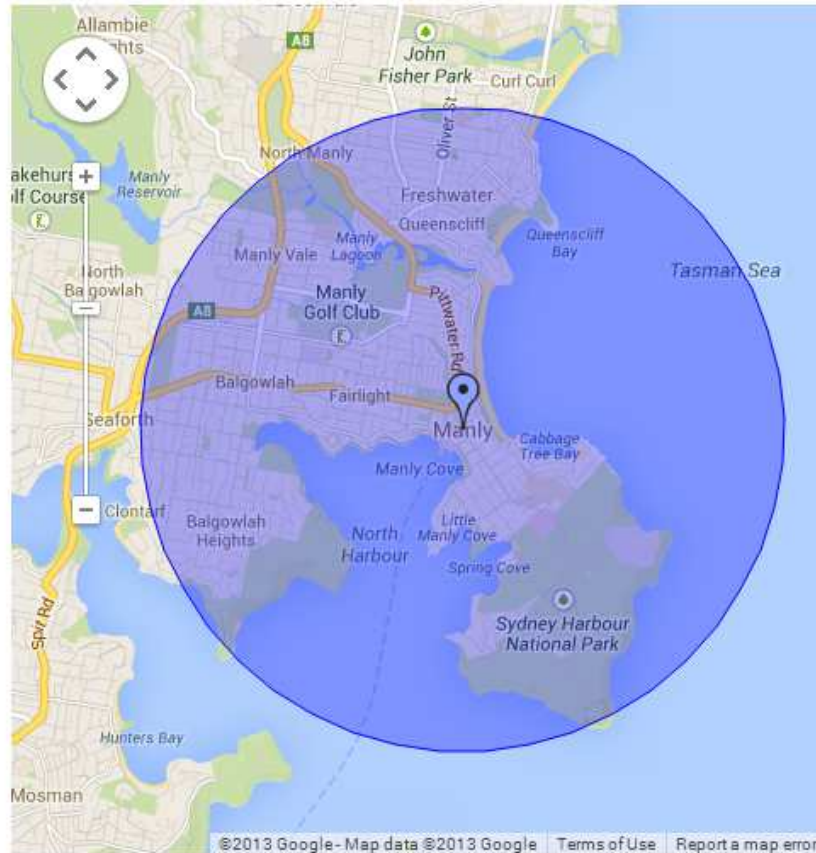 Allambie
Heights
A8
John
Fisher Park
Curl Curl
Oliver St
North Manly
Manly
Reservoir
Golf Course
Freshwater
Queenscliff
Queenscliff
Bay
Manly
Lagoon
Manly Vale
Tasman Sea
North
Balgowlah
Manly
Golf Club
A8
Pittwater Rd
Balgowlah
Fairlight
Seaforth
Manly
Cabbage
Tree Bay
Manly Cove
Clontarf
Balgowlah
Heights
North
Harbour
Little
Manly Cove
Spring Cove
Spit Rd
Sydney Harbour
National Park
Hunters Bay
Mosman
©2013 Google - Map data ©2013 Google
Terms of Use
Report a map error